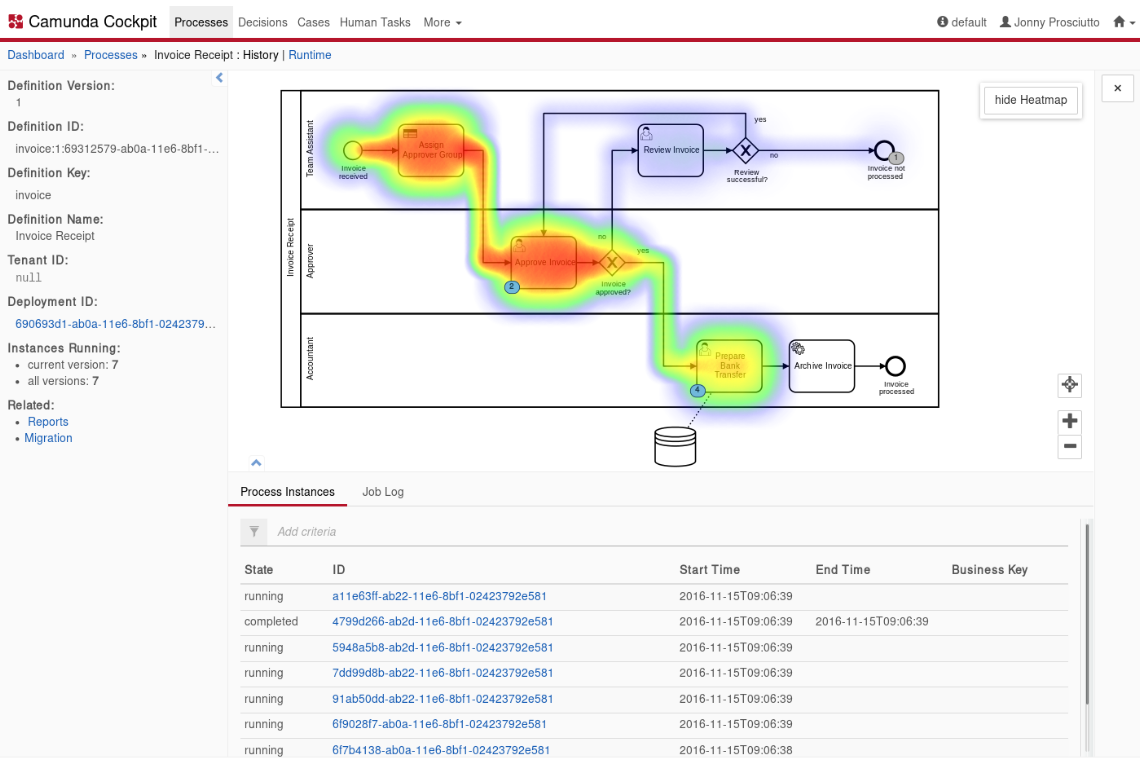 Camunda Cockpit Processes Decisions Cases Human Tasks More default Jonny Prosciutto
Dashboard » Processes » Invoice Receipt : History | Runtime
Definition Version:
1
Definition ID:
invoice:1:69312579-ab0a-11e6-8bf1-...
Definition Key:
invoice
Definition Name:
Invoice Receipt
Tenant ID:
null
Deployment ID:
690693d1-ab0a-11e6-8bf1-0242379...
Instances Running:
• current version: 7
• all versions: 7
Related:
• Reports
• Migration
hide Heatmap
×
Invoice Receipt
Team Assistant
Invoice
received
Assign
Approver Group
Review Invoice
yes
no
Review
successful?
1
Invoice not
processed
Approver
Approve Invoice
2
no
yes
Invoice
approved?
Accountant
Prepare
Bank
Transfer
4
Archive Invoice
Invoice
processed
Process Instances Job Log
Add criteria
State ID Start Time End Time Business Key
running a11e63ff-ab22-11e6-8bf1-02423792e581 2016-11-15T09:06:39
completed 4799d266-ab2d-11e6-8bf1-02423792e581 2016-11-15T09:06:39 2016-11-15T09:06:39
running 5948a5b8-ab2d-11e6-8bf1-02423792e581 2016-11-15T09:06:39
running 7dd99d8b-ab22-11e6-8bf1-02423792e581 2016-11-15T09:06:39
running 91ab50dd-ab22-11e6-8bf1-02423792e581 2016-11-15T09:06:39
running 6f9028f7-ab0a-11e6-8bf1-02423792e581 2016-11-15T09:06:39
running 6f7b4138-ab0a-11e6-8bf1-02423792e581 2016-11-15T09:06:38